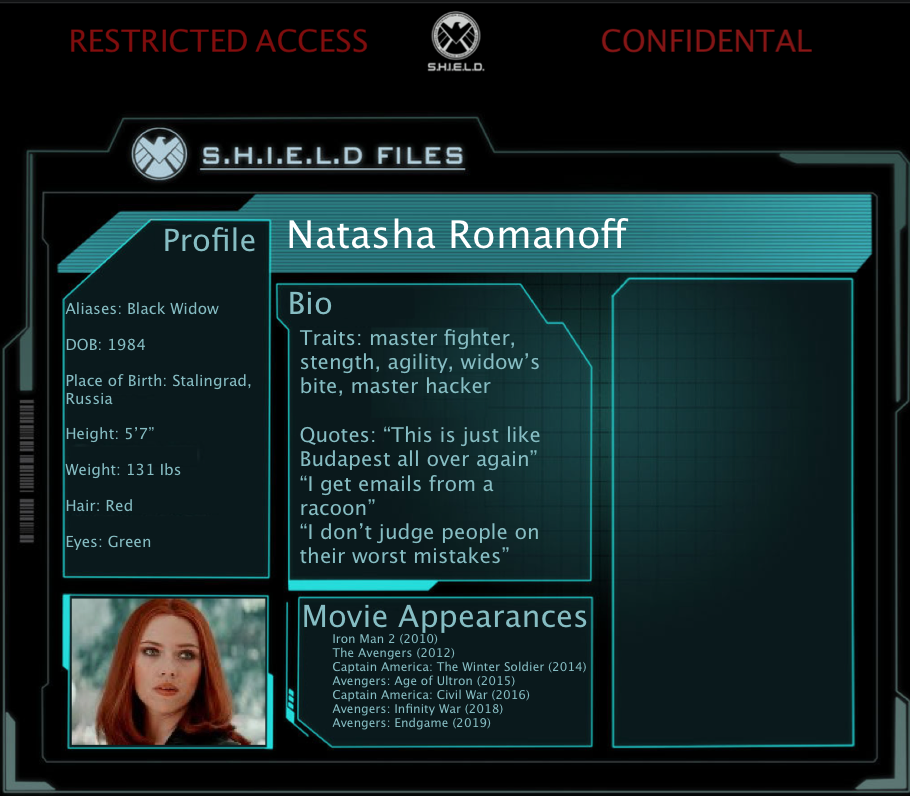 RESTRICTED ACCESS
CONFIDENTAL
S.H.I.E.L.D.
S.H.I.E.L.D FILES
Profile
Natasha Romanoff
Aliases: Black Widow
DOB: 1984
Place of Birth: Stalingrad,
Russia
Height: 5’7”
Weight: 131 lbs
Hair: Red
Eyes: Green
Bio
Traits: master fighter,
stength, agility, widow’s
bite, master hacker
Quotes: “This is just like
Budapest all over again”
“I get emails from a
racoon”
“I don’t judge people on
their worst mistakes”
Movie Appearances
Iron Man 2 (2010)
The Avengers (2012)
Captain America: The Winter Soldier (2014)
Avengers: Age of Ultron (2015)
Captain America: Civil War (2016)
Avengers: Infinity War (2018)
Avengers: Endgame (2019)